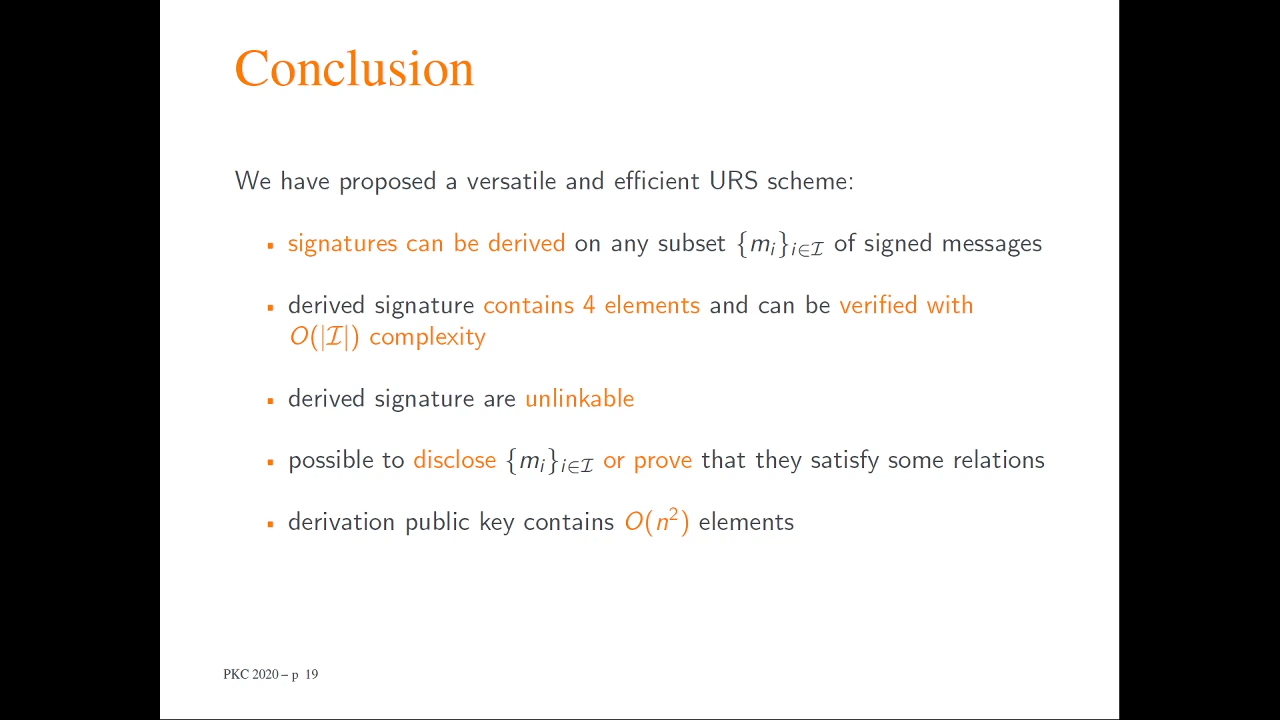 Conclusion
We have proposed a versatile and efficient URS scheme:
▪ signatures can be derived on any subset {mᵢ}ᵢ∈ℐ of signed messages
▪ derived signature contains 4 elements and can be verified with
O(|ℐ|) complexity
▪ derived signature are unlinkable
▪ possible to disclose {mᵢ}ᵢ∈ℐ or prove that they satisfy some relations
▪ derivation public key contains O(n²) elements
PKC 2020 – p 19